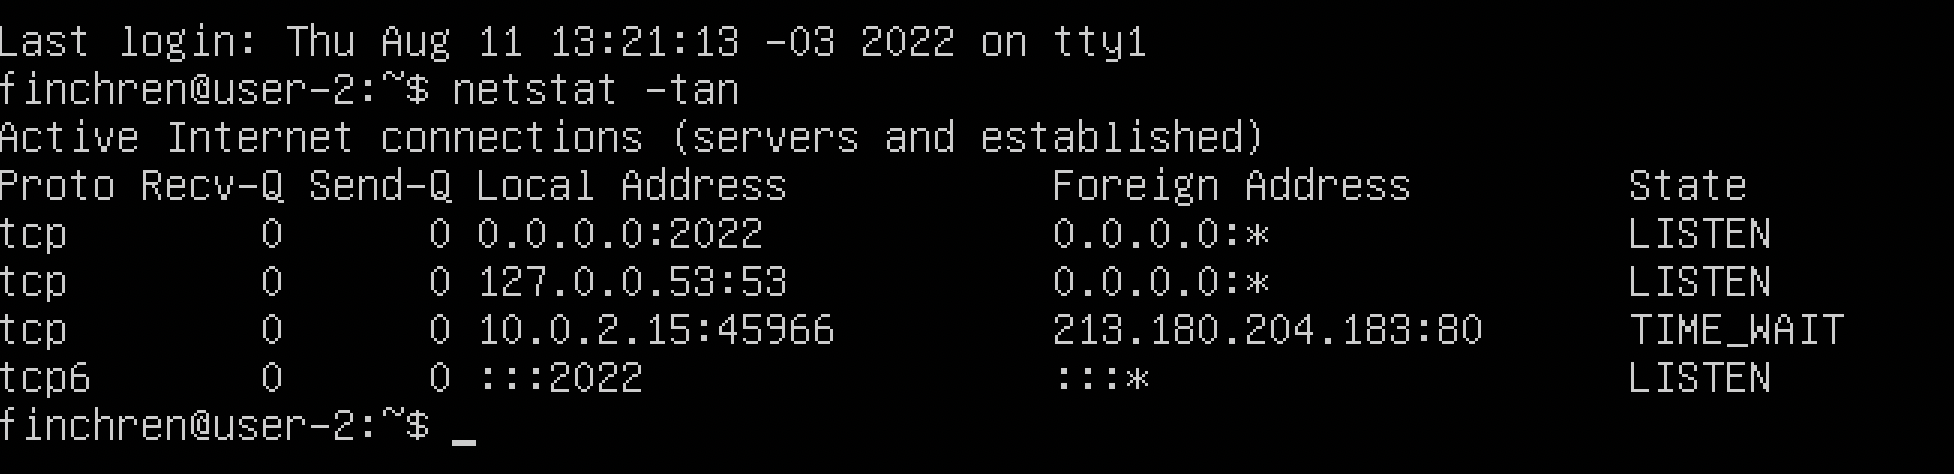 Last login: Thu Aug 11 13:21:13 -03 2022 on tty1
finchren@user-2:~$ netstat -tan
Active Internet connections (servers and established)
Proto Recv-Q Send-Q Local Address           Foreign Address         State
tcp        0      0 0.0.0.0:2022            0.0.0.0:*               LISTEN
tcp        0      0 127.0.0.53:53           0.0.0.0:*               LISTEN
tcp        0      0 10.0.2.15:45966         213.180.204.183:80      TIME_WAIT
tcp6       0      0 :::2022                 :::*                    LISTEN
finchren@user-2:~$ _